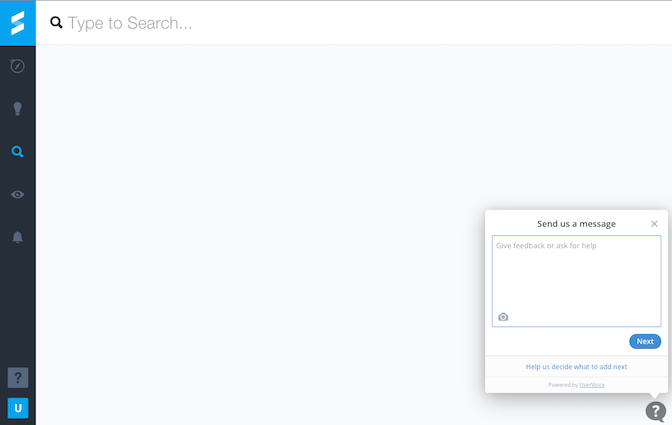 Type to Search...
Send us a message
Give feedback or ask for help
Next
Help us decide what to add next
Powered by UserVoice
?
U
?